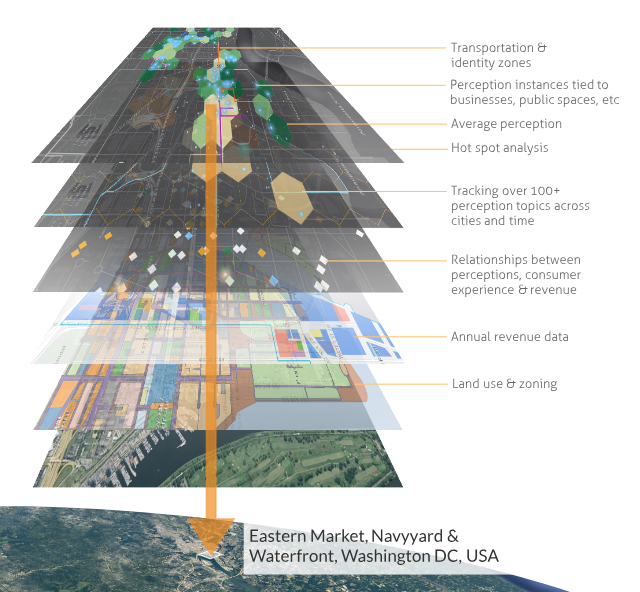 Transportation &
identity zones
Perception instances tied to
businesses, public spaces, etc
Average perception
Hot spot analysis
Tracking over 100+
perception topics across
cities and time
Relationships between
perceptions, consumer
experience & revenue
Annual revenue data
Land use & zoning
Eastern Market, Navyyard &
Waterfront, Washington DC, USA